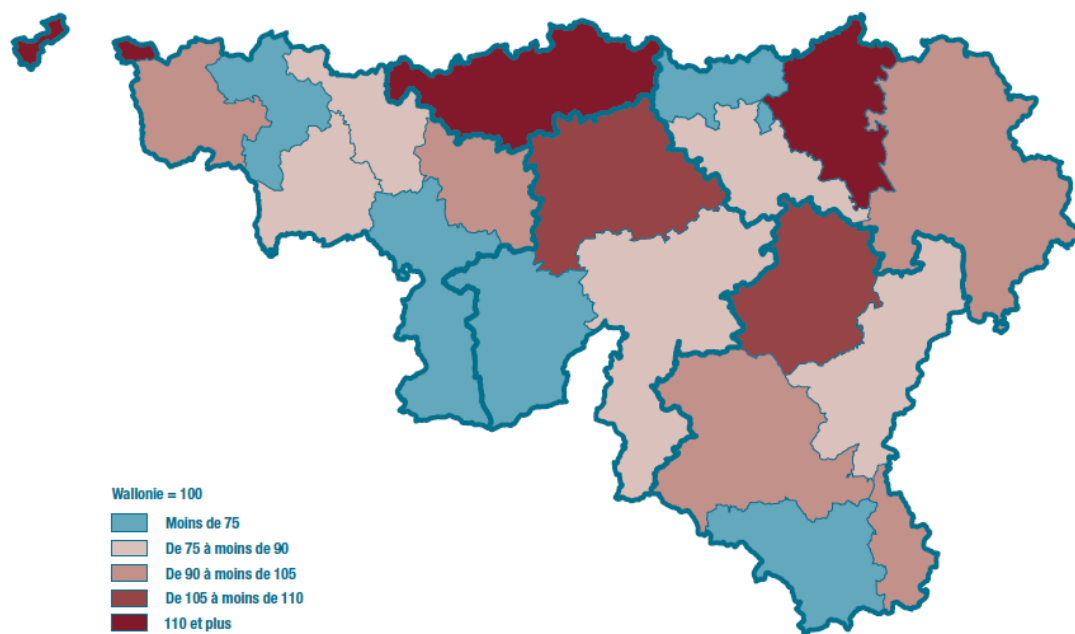 Wallonie = 100
Moins de 75
De 75 à moins de 90
De 90 à moins de 105
De 105 à moins de 110
110 et plus